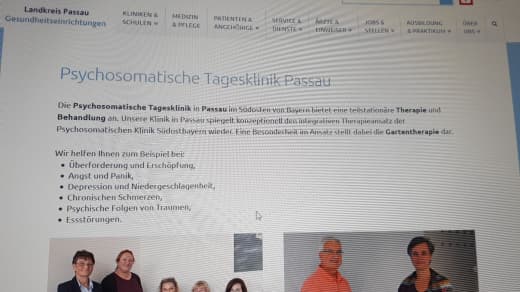 Landkreis Passau
Gesundheitseinrichtungen
KLINIKEN &
SCHULEN
MEDIZIN
& PFLEGE
PATIENTEN &
ANGEHÖRIGE
SERVICE &
DIENSTE
ÄRZTE &
EINWEISER
JOBS &
STELLEN
AUSBILDUNG
& PRAKTIKUM
ÜBER
UNS
Psychosomatische Tagesklinik Passau
Die Psychosomatische Tagesklinik in Passau im Südosten von Bayern bietet eine teilstationäre Therapie und
Behandlung an. Unsere Klinik in Passau spiegelt konzeptionell den integrativen Therapieansatz der
Psychosomatischen Klinik Südostbayern wieder. Eine Besonderheit im Ansatz stellt dabei die Gartentherapie dar.
Wir helfen Ihnen zum Beispiel bei:
• Überforderung und Erschöpfung,
• Angst und Panik,
• Depression und Niedergeschlagenheit,
• Chronischen Schmerzen,
• Psychische Folgen von Traumen,
• Essstörungen.